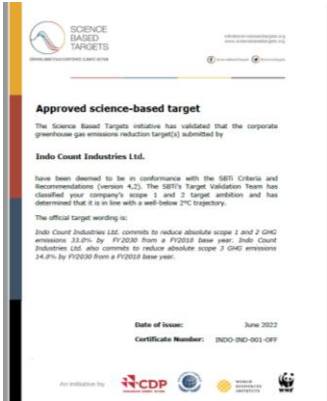 SCIENCE
BASED
TARGETS
DRIVING AMBITIOUS CORPORATE CLIMATE ACTION
info@sciencebasedtargets.org
www.sciencebasedtargets.org
Approved science-based target
The Science Based Targets initiative has validated that the corporate
greenhouse gas emissions reduction target(s) submitted by
Indo Count Industries Ltd.
have been deemed to be in conformance with the SBTi Criteria and
Recommendations (version 4,2). The SBTi's Target Validation Team has
classified your company's scope 1 and 2 target ambition and has
determined that it is in line with a well-below 2°C trajectory.
The official target wording is:
Indo Count Industries Ltd. commits to reduce absolute scope 1 and 2 GHG
emissions 33.0% by FY2030 from a FY2018 base year. Indo Count
Industries Ltd. also commits to reduce absolute scope 3 GHG emissions
14.8% by FY2030 from a FY2018 base year.
Date of issue: June 2022
Certificate Number: INDO-IND-001-OFF
An initiative by
CDP
WORLD
RESOURCES
INSTITUTE
WWF